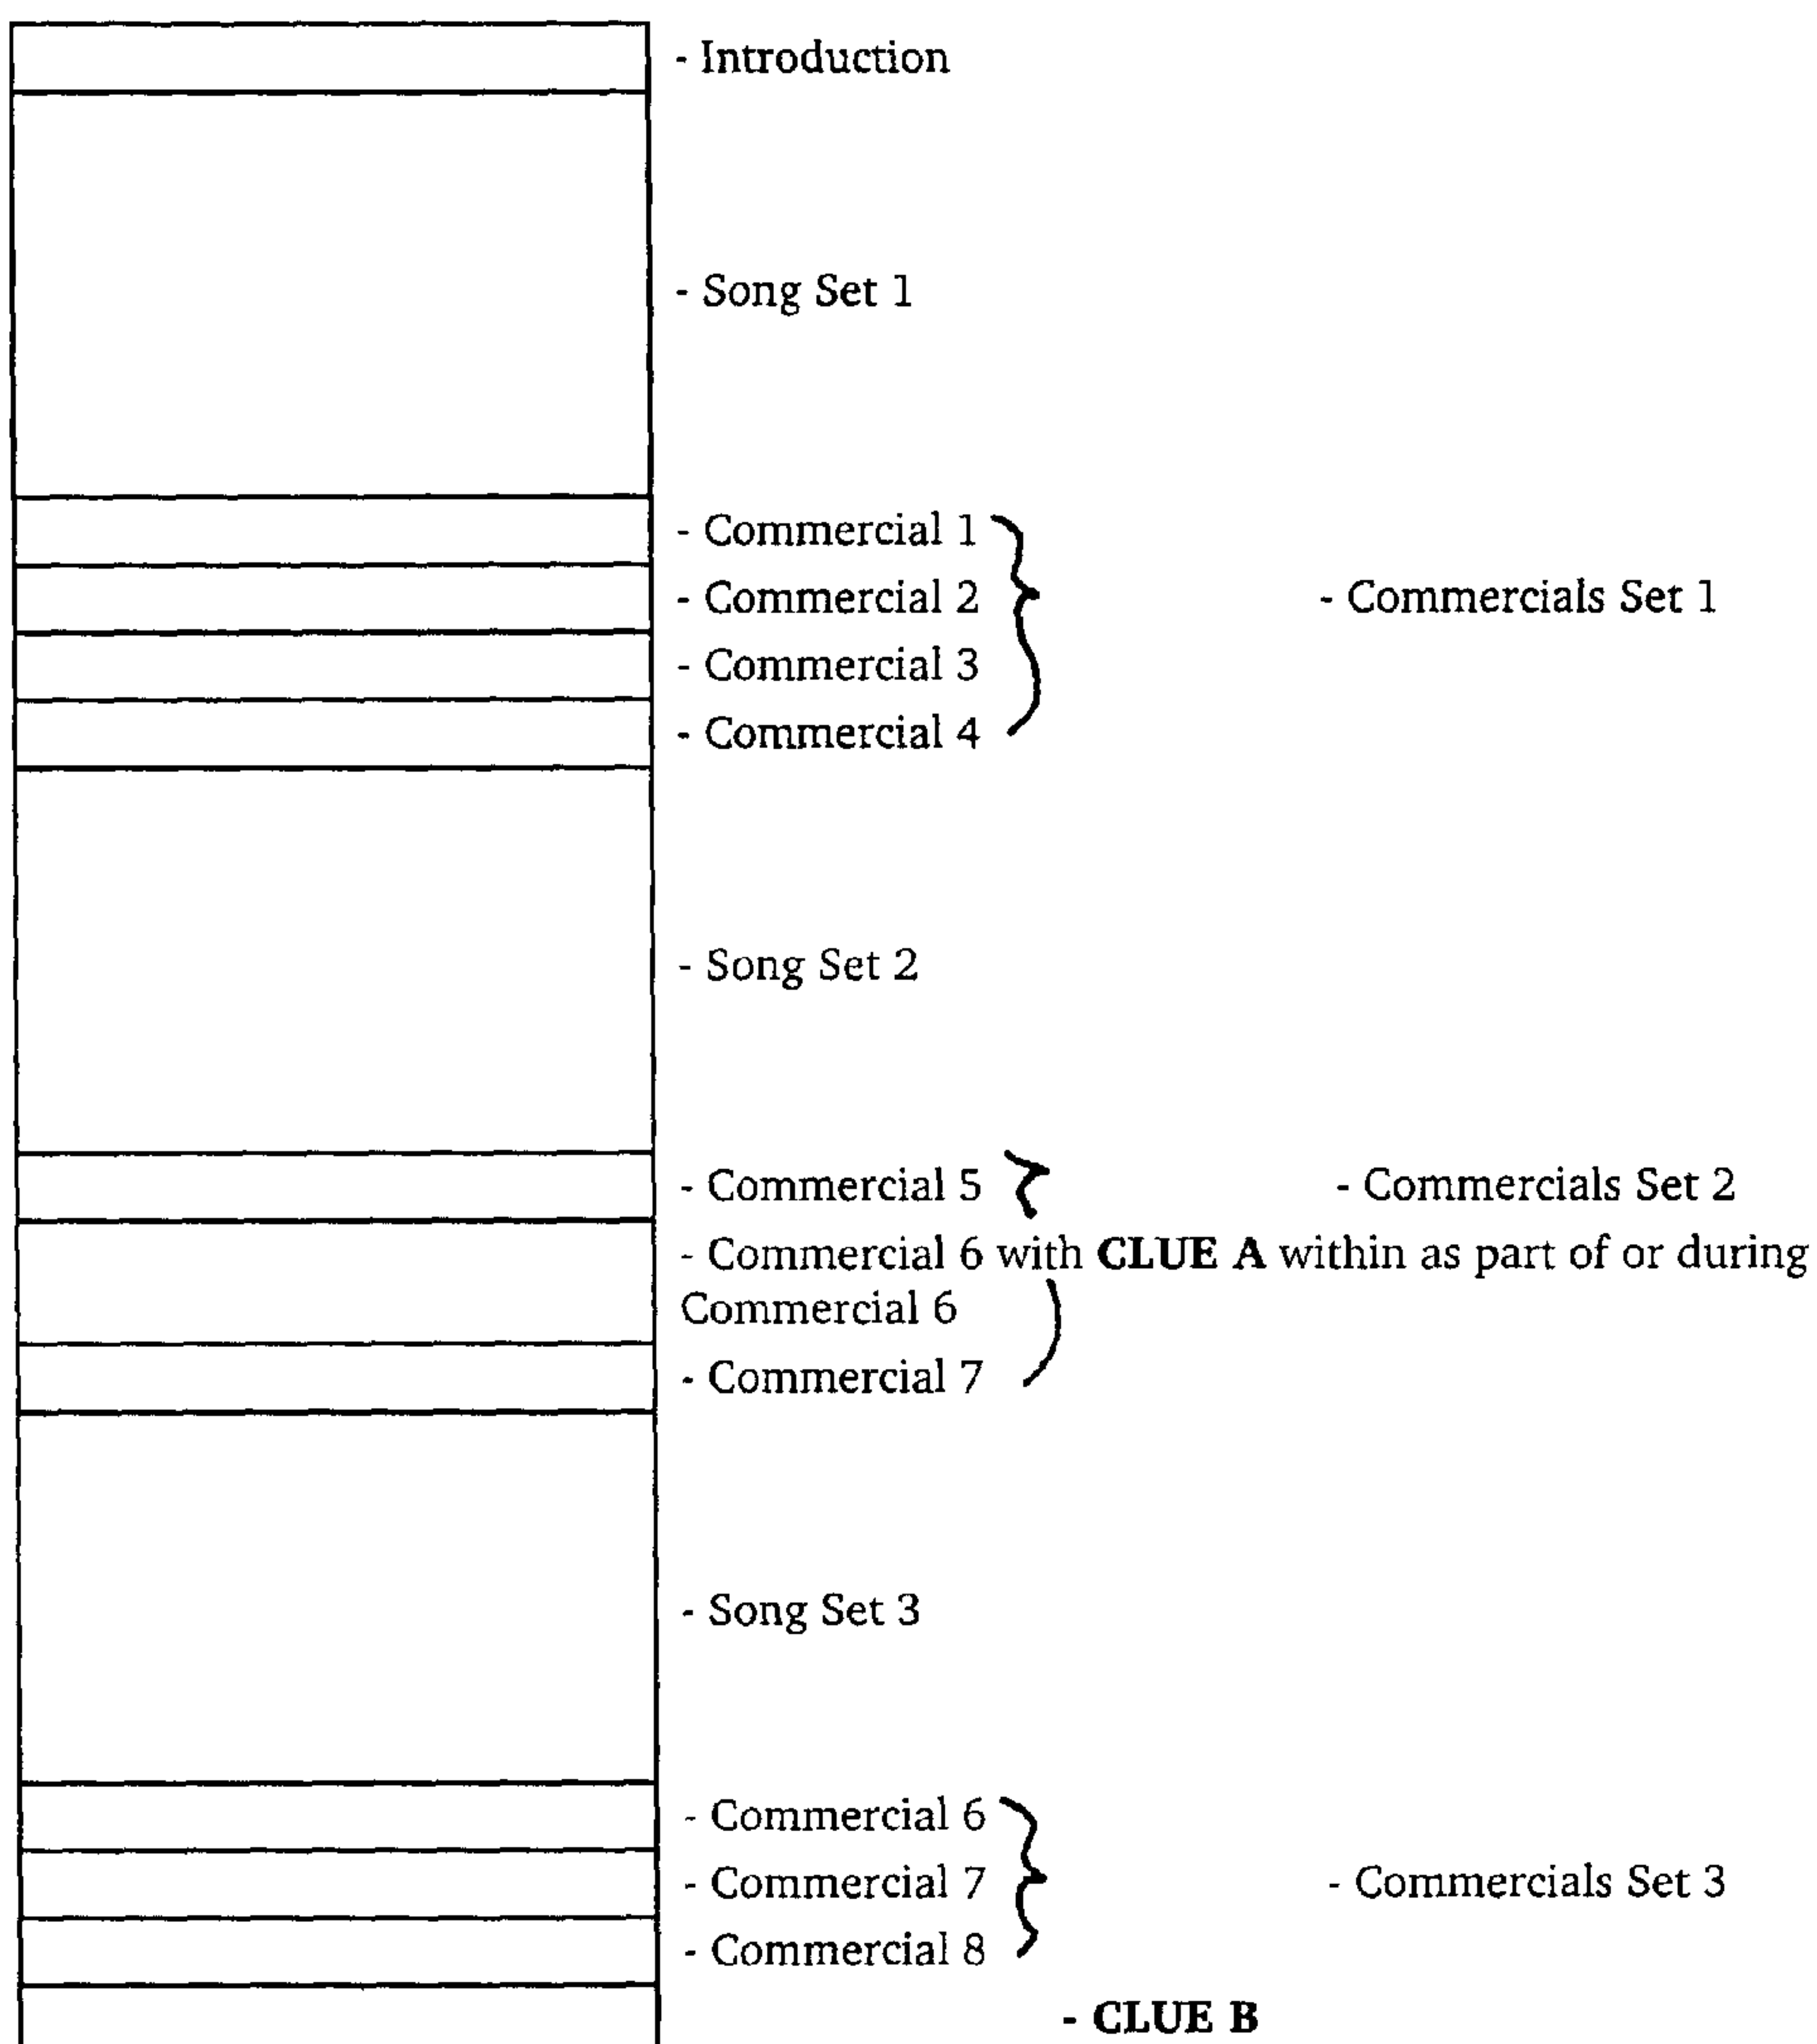 - Introduction
- Song Set 1
- Commercial 1
- Commercial 2 - Commercials Set 1
- Commercial 3
- Commercial 4
- Song Set 2
- Commercial 5 - Commercials Set 2
- Commercial 6 with CLUE A within as part of or during
Commercial 6
- Commercial 7
- Song Set 3
- Commercial 6
- Commercial 7 - Commercials Set 3
- Commercial 8
- CLUE B